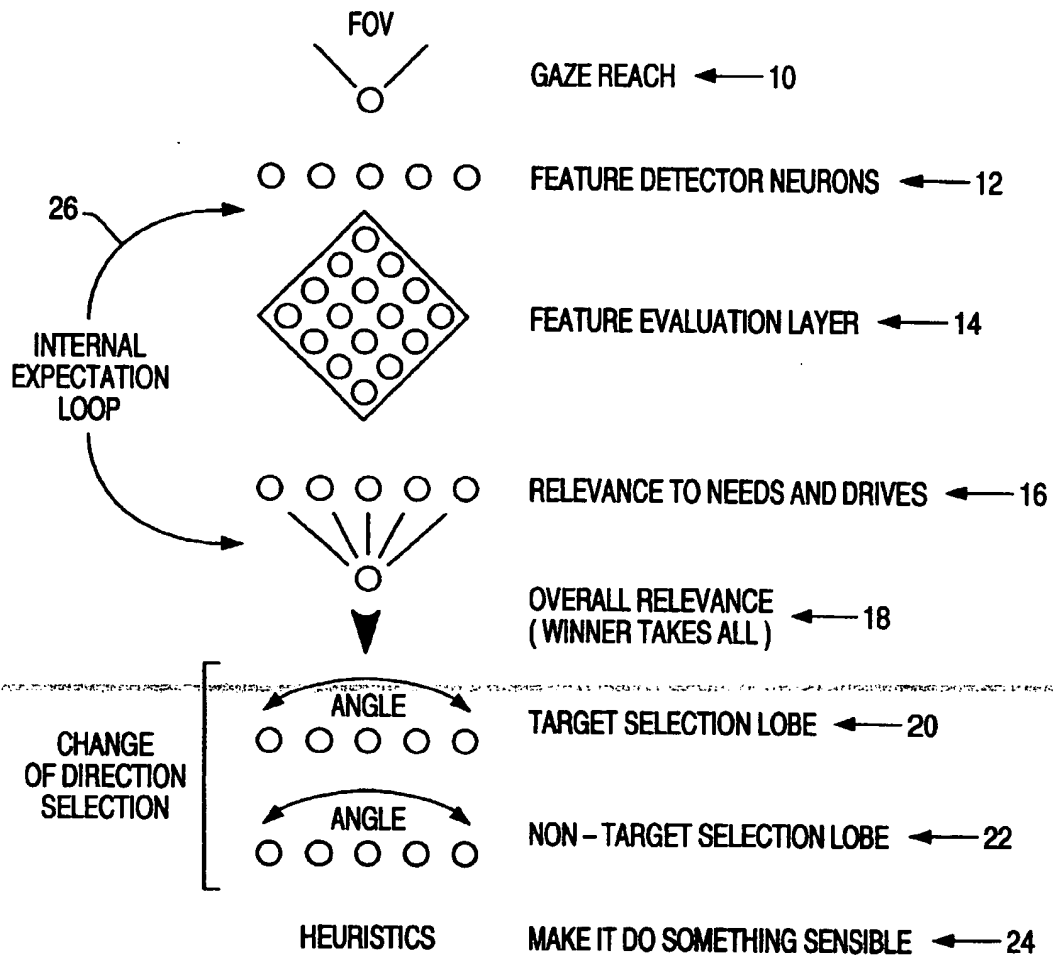 FOV
GAZE REACH 10
FEATURE DETECTOR NEURONS 12
26
FEATURE EVALUATION LAYER 14
INTERNAL
EXPECTATION
LOOP
RELEVANCE TO NEEDS AND DRIVES 16
OVERALL RELEVANCE
( WINNER TAKES ALL ) 18
ANGLE
TARGET SELECTION LOBE 20
CHANGE
OF DIRECTION
SELECTION
ANGLE
NON - TARGET SELECTION LOBE 22
HEURISTICS
MAKE IT DO SOMETHING SENSIBLE 24